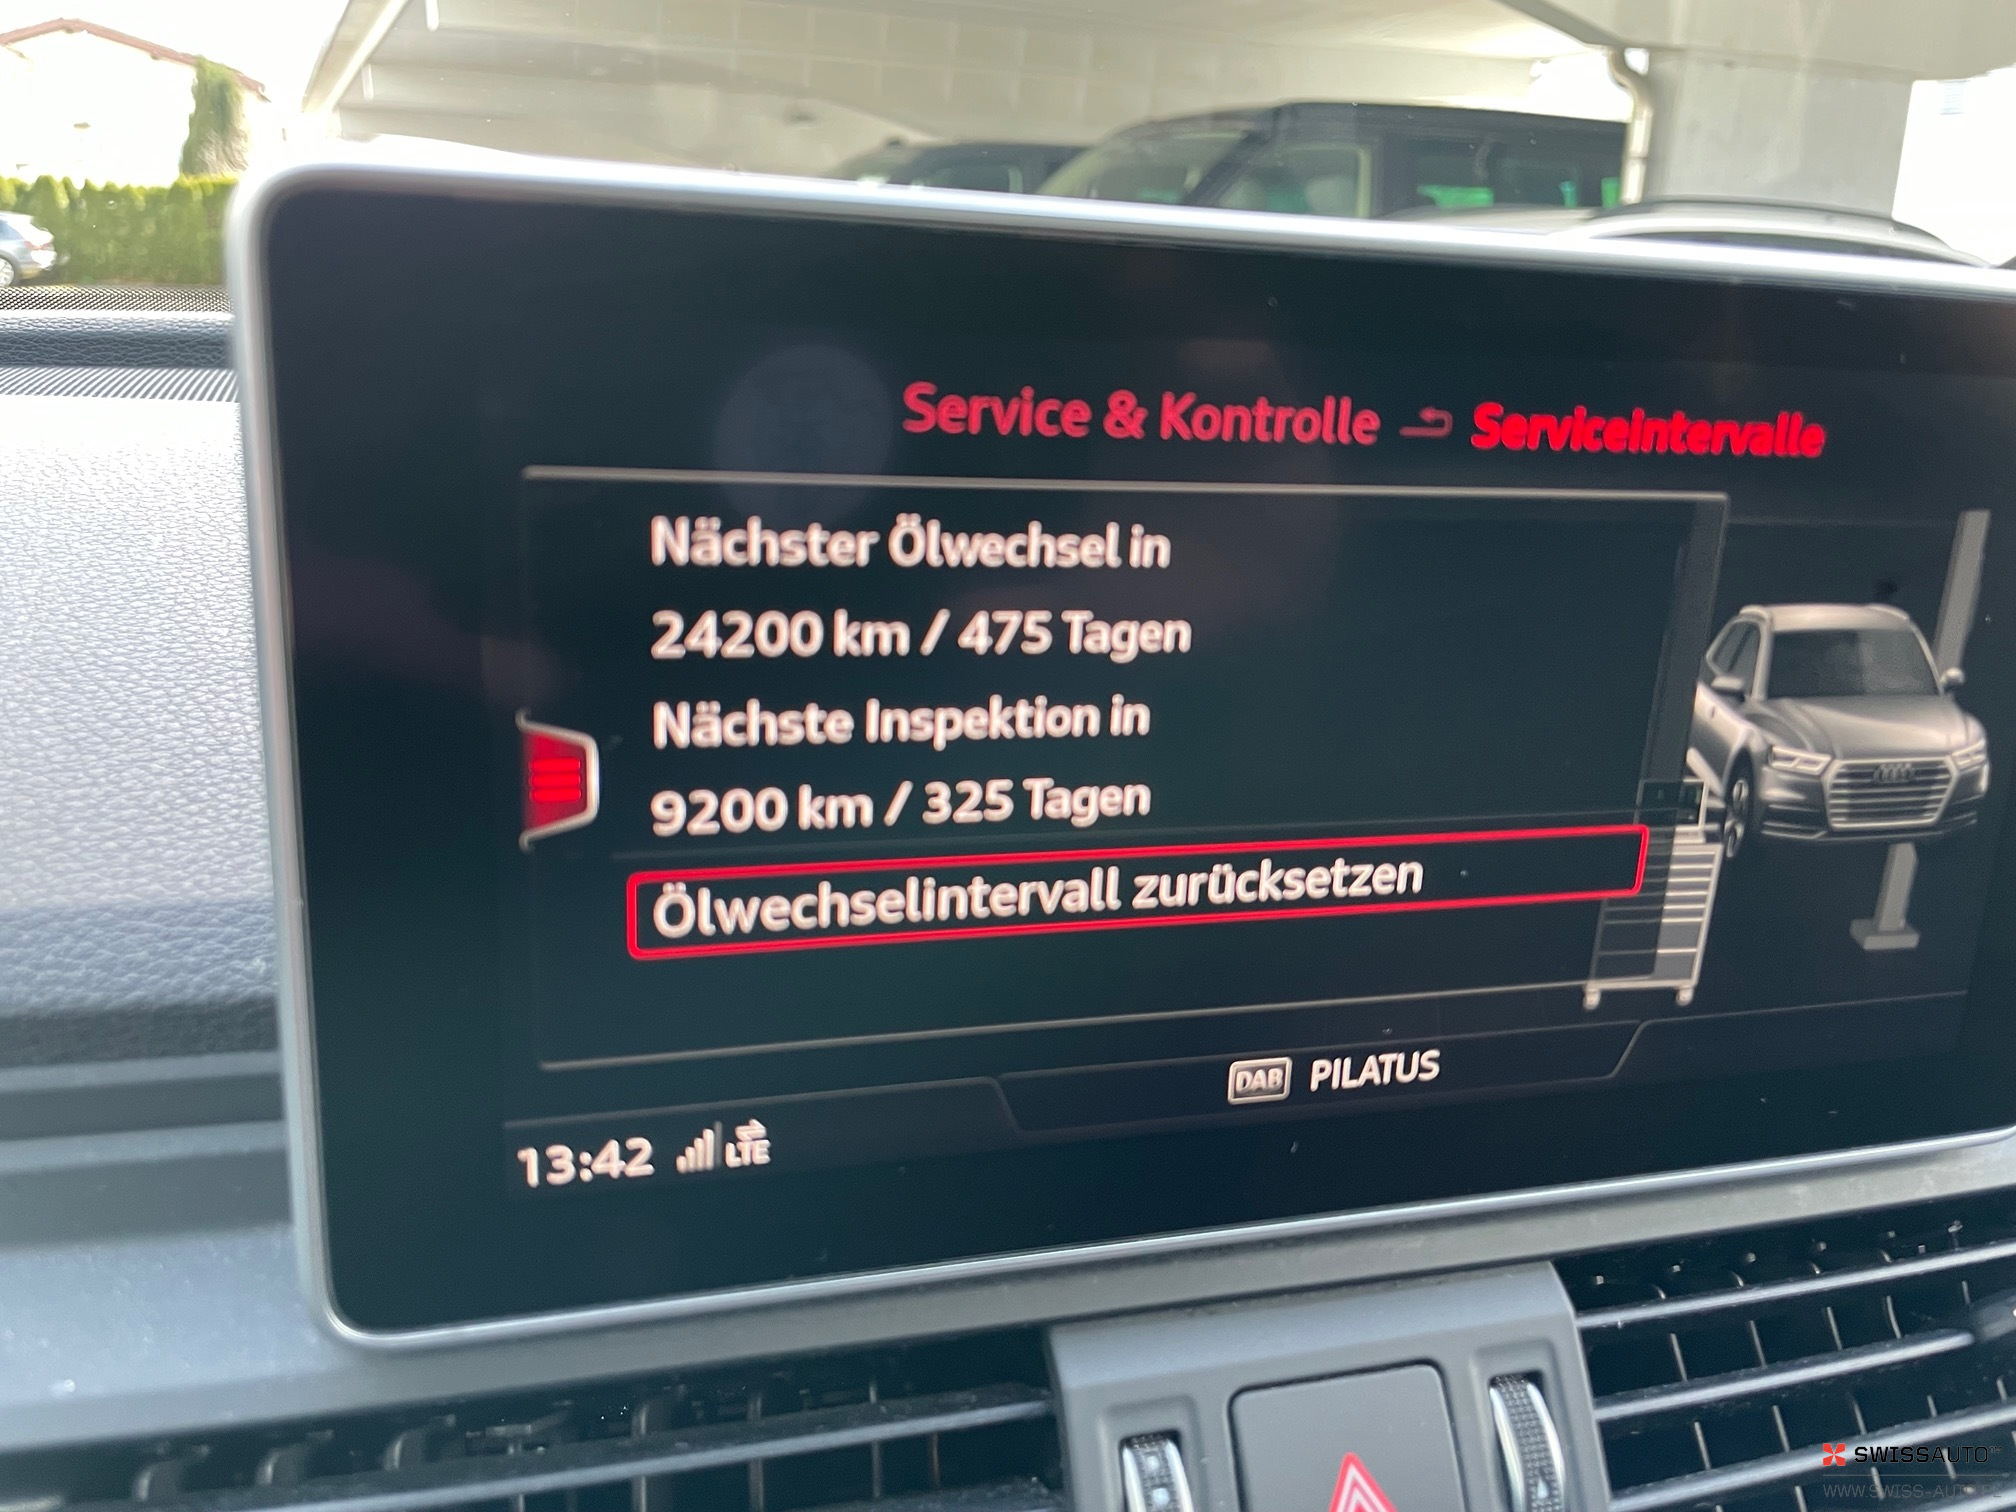 Service & Kontrolle Serviceintervalle
Nächster Ölwechsel in
24200 km / 475 Tagen
Nächste Inspektion in
9200 km / 325 Tagen
Ölwechselintervall zurücksetzen
DAB PILATUS
13:42 LTE
SWISSAUTO